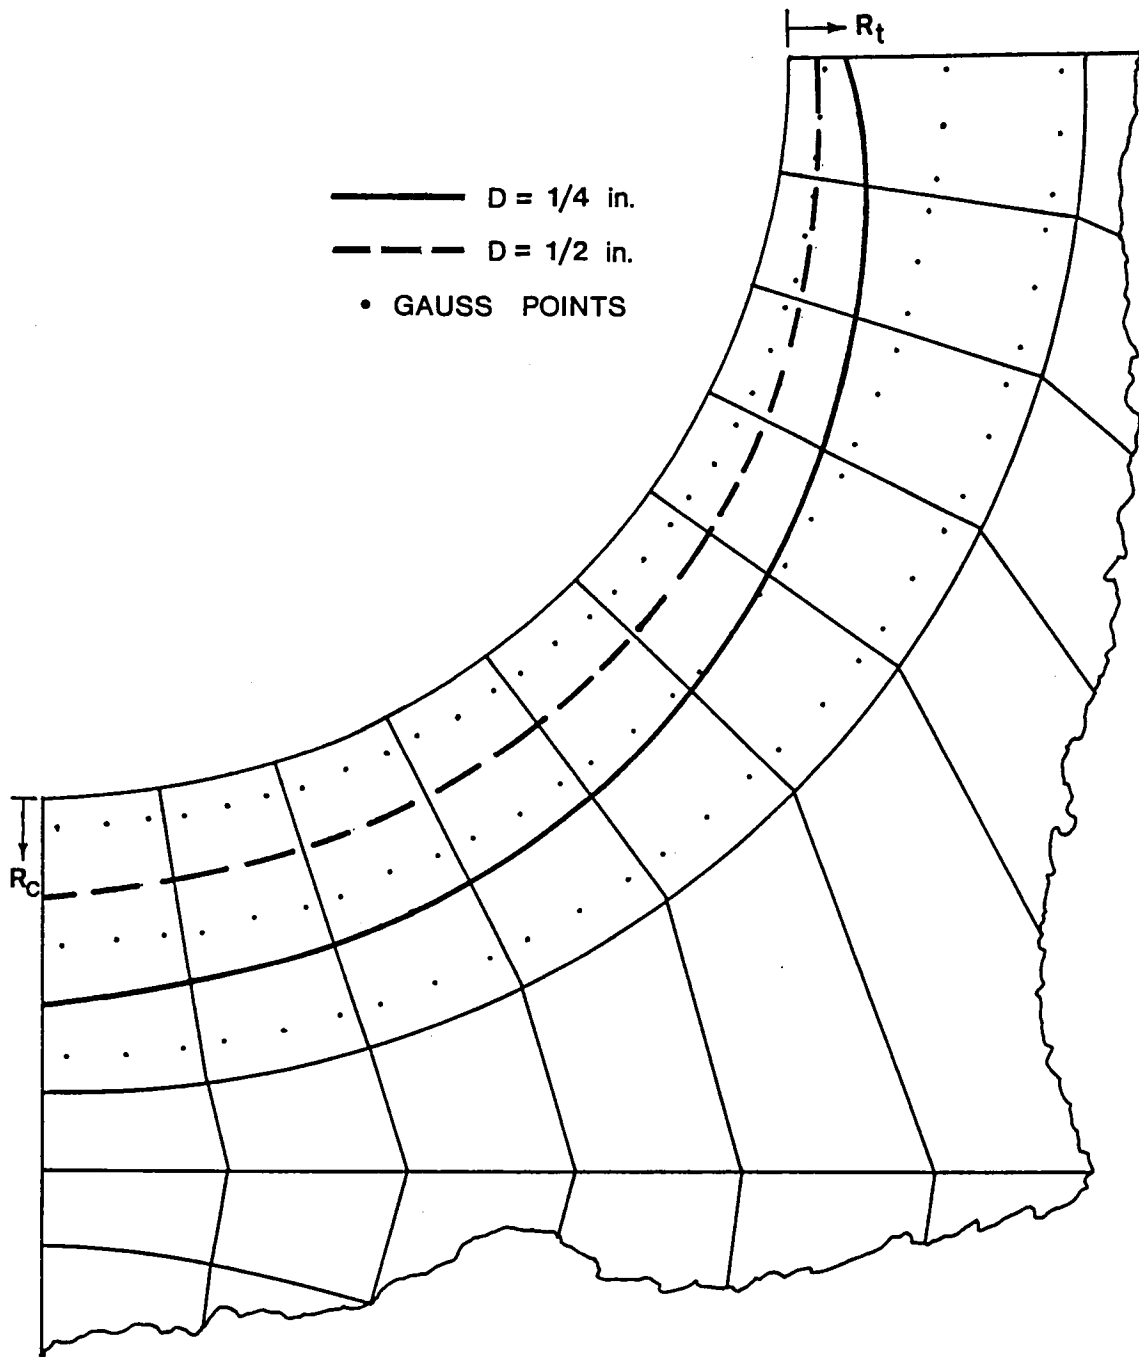 R_t
D = 1/4 in.
D = 1/2 in.
• GAUSS POINTS
R_C